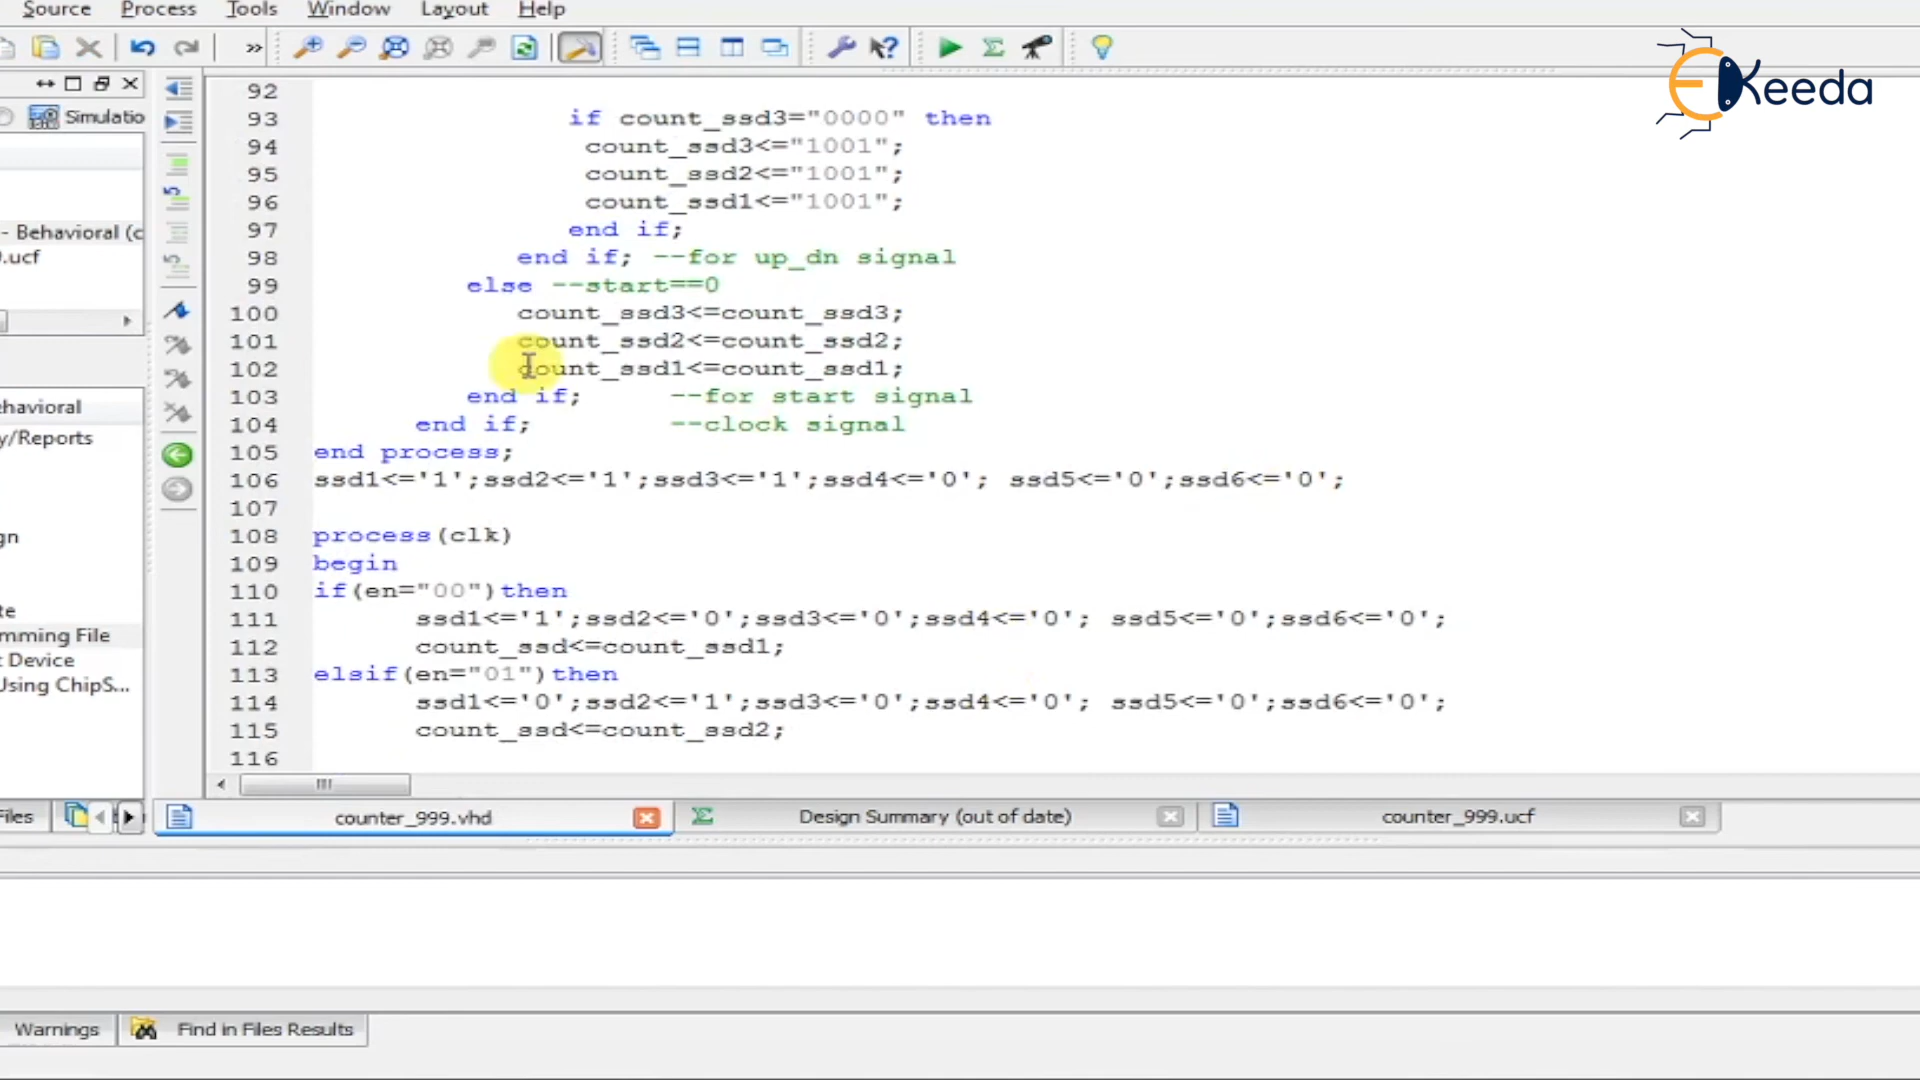 Source Process Tools Window Layout Help
»
EKeeda
Simulatio
- Behavioral (c
.ucf
ehavioral
y/Reports
gn
te
mming File
t Device
Using ChipS...
Files
92
93 if count_ssd3="0000" then
94 count_ssd3<="1001";
95 count_ssd2<="1001";
96 count_ssd1<="1001";
97 end if;
98 end if; --for up_dn signal
99 else --start==0
100 count_ssd3<=count_ssd3;
101 count_ssd2<=count_ssd2;
102 count_ssd1<=count_ssd1;
103 end if; --for start signal
104 end if; --clock signal
105 end process;
106 ssd1<='1';ssd2<='1';ssd3<='1';ssd4<='0'; ssd5<='0';ssd6<='0';
107
108 process(clk)
109 begin
110 if(en="00")then
111 ssd1<='1';ssd2<='0';ssd3<='0';ssd4<='0'; ssd5<='0';ssd6<='0';
112 count_ssd<=count_ssd1;
113 elsif(en="01")then
114 ssd1<='0';ssd2<='1';ssd3<='0';ssd4<='0'; ssd5<='0';ssd6<='0';
115 count_ssd<=count_ssd2;
116
counter_999.vhd Design Summary (out of date) counter_999.ucf
Warnings Find in Files Results